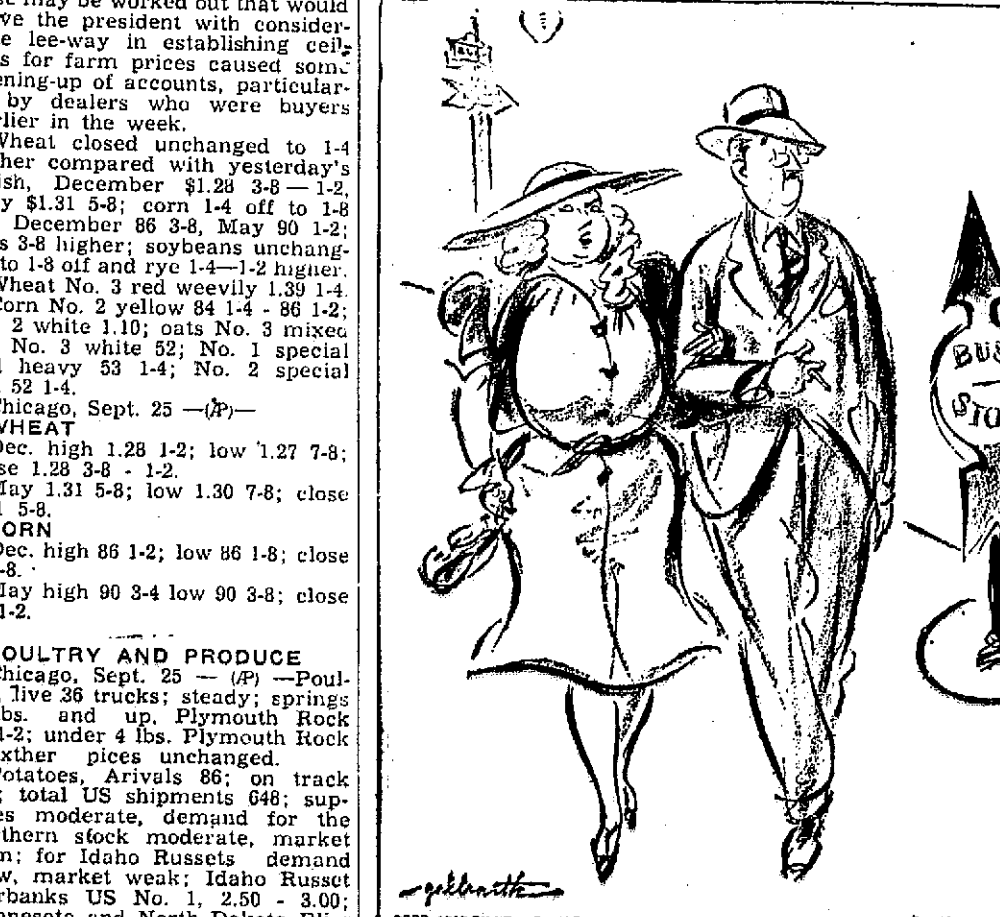 may be worked out that would
ve the president with consider-
e lee-way in establishing ceil-
s for farm prices caused some
ening-up of accounts, particular-
by dealers who were buyers
lier in the week.
Wheat closed unchanged to 1-4
her compared with yesterday's
ish, December $1.28 3-8 — 1-2,
y $1.31 5-8; corn 1-4 off to 1-8
December 86 3-8, May 90 1-2;
s 3-8 higher; soybeans unchang-
to 1-8 off and rye 1-4—1-2 higher.
Wheat No. 3 red weevily 1.39 1-4.
Corn No. 2 yellow 84 1-4 - 86 1-2;
2 white 1.10; oats No. 3 mixed
No. 3 white 52; No. 1 special
heavy 53 1-4; No. 2 special
52 1-4.
Chicago, Sept. 25 —(AP)—
WHEAT
Dec. high 1.28 1-2; low 1.27 7-8;
se 1.28 3-8 - 1-2.
May 1.31 5-8; low 1.30 7-8; close
5-8.
CORN
Dec. high 86 1-2; low 86 1-8; close
-8.
May high 90 3-4 low 90 3-8; close
1-2.
POULTRY AND PRODUCE
Chicago, Sept. 25 — (AP) —Poul-
live 36 trucks; steady; springs
lbs. and up, Plymouth Rock
1-2; under 4 lbs. Plymouth Rock
xther pices unchanged.
Potatoes, Arivals 86; on track
; total US shipments 648; sup-
es moderate, demand for the
thern stock moderate, market
m; for Idaho Russets demand
w, market weak; Idaho Russet
rbanks US No. 1, 2.50 - 3.00;
nnesota and North Dakota
BUS
STO
galbraith